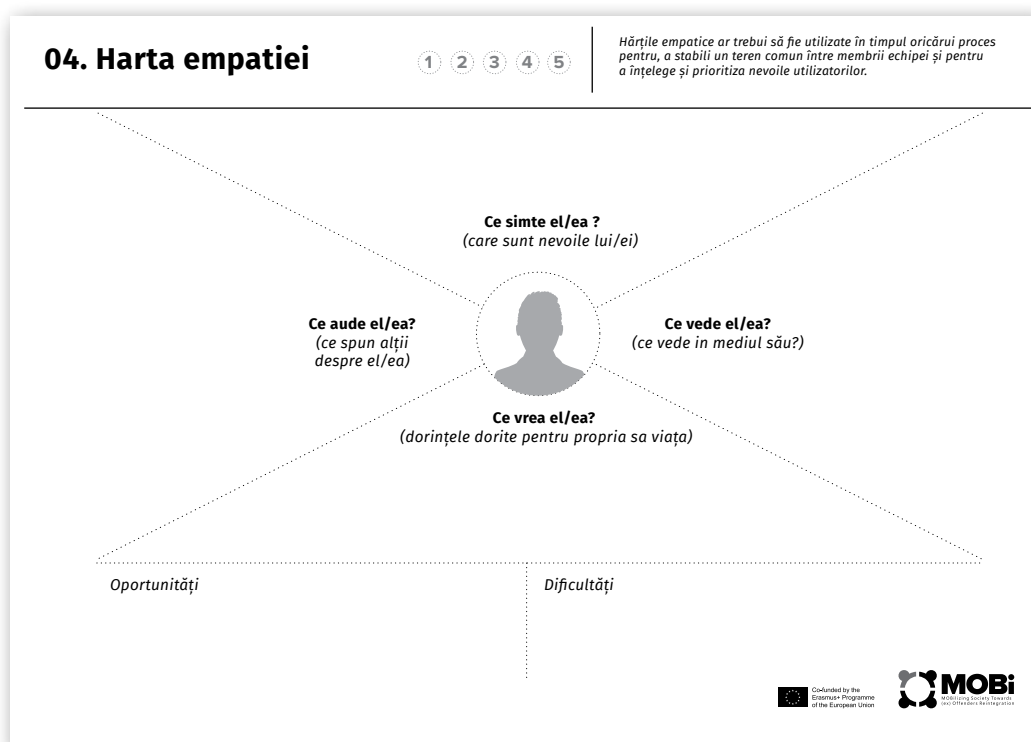 04. Harta empatiei
1 2 3 4 5
Hărțile empatice ar trebui să fie utilizate în timpul oricărui proces
pentru, a stabili un teren comun între membrii echipei și pentru
a înțelege și prioritiza nevoile utilizatorilor.
Ce simte el/ea ?
(care sunt nevoile lui/ei)
Ce aude el/ea?
(ce spun alții
despre el/ea)
Ce vede el/ea?
(ce vede in mediul său?)
Ce vrea el/ea?
(dorințele dorite pentru propria sa viața)
Oportunități
Dificultăți
Co-funded by the
Erasmus+ Programme
of the European Union
MOBi
MOBilizing Society Towards
(ex) Offenders Reintegration